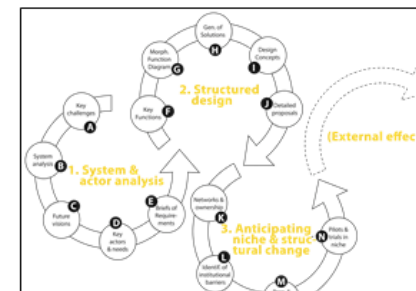 Gen. of
Solutions
H
Morph.
Function
Diagram
G
Design
Concepts
I
Key
Functions
F
2. Structured
design
J
Detailed
proposals
Key
challenges
A
System
analysis
B
1. System &
actor analysis
(External effec
Future
visions
C
Key
actors
& needs
D
Briefs of
Require-
ments
E
Networks &
ownership
K
3. Anticipating
niche & struc
tural change
Identif. of
institutional
barriers
L
M
Pilots &
trials in
niche
N